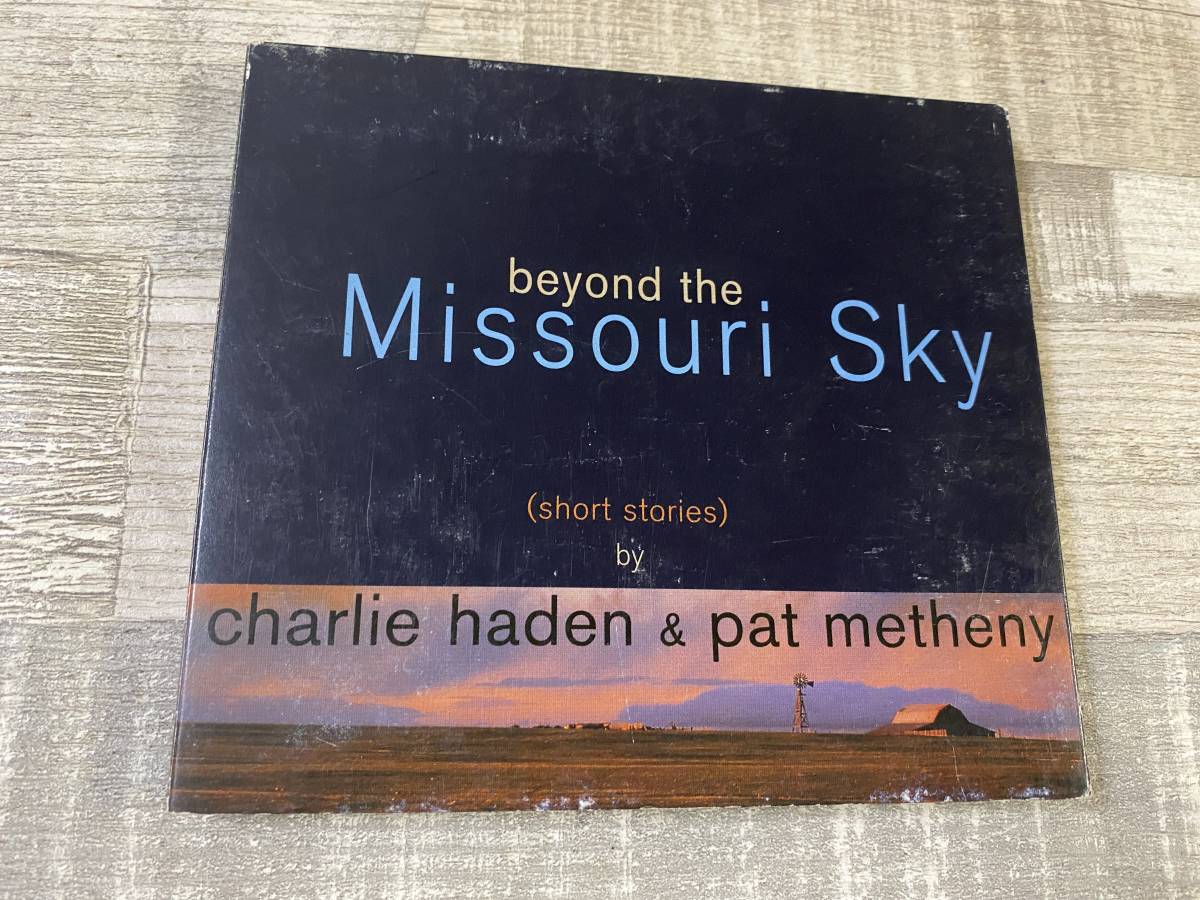 beyond the
Missouri Sky
(short stories)
by
charlie haden & pat metheny